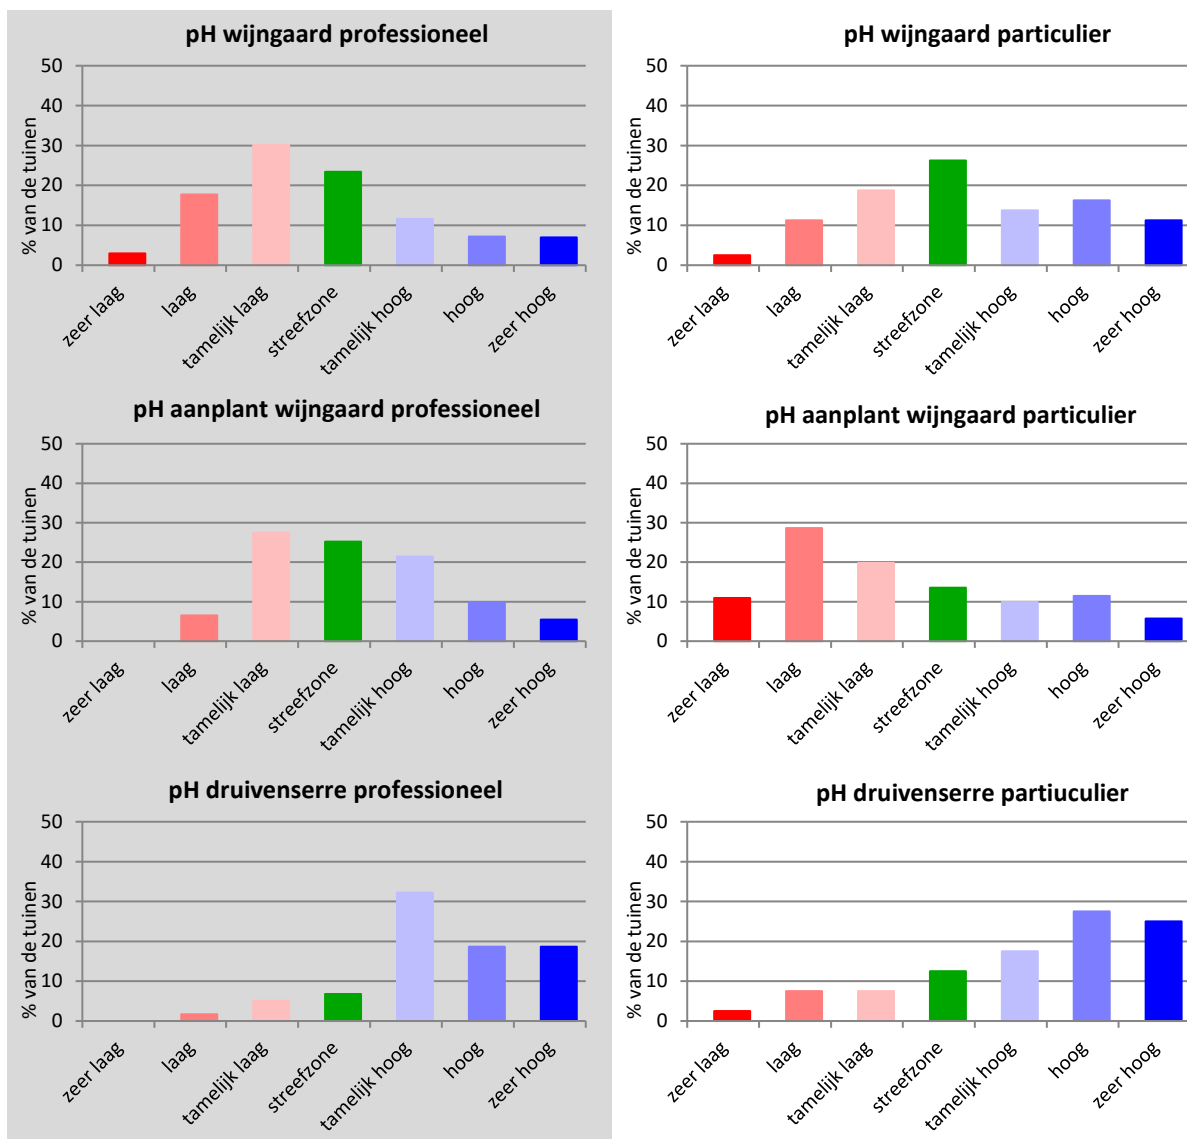 pH wijngaard professioneel
50
40
30
20
10
0
% van de tuinen
zeer laag
laag
tamelijk laag
streefzone
tamelijk hoog
hoog
zeer hoog
pH wijngaard particulier
50
40
30
20
10
0
% van de tuinen
zeer laag
laag
tamelijk laag
streefzone
tamelijk hoog
hoog
zeer hoog
pH aanplant wijngaard professioneel
50
40
30
20
10
0
% van de tuinen
zeer laag
laag
tamelijk laag
streefzone
tamelijk hoog
hoog
zeer hoog
pH aanplant wijngaard particulier
50
40
30
20
10
0
% van de tuinen
zeer laag
laag
tamelijk laag
streefzone
tamelijk hoog
hoog
zeer hoog
pH druivenserre professioneel
50
40
30
20
10
0
% van de tuinen
zeer laag
laag
tamelijk laag
streefzone
tamelijk hoog
hoog
zeer hoog
pH druivenserre partiuculier
50
40
30
20
10
0
% van de tuinen
zeer laag
laag
tamelijk laag
streefzone
tamelijk hoog
hoog
zeer hoog